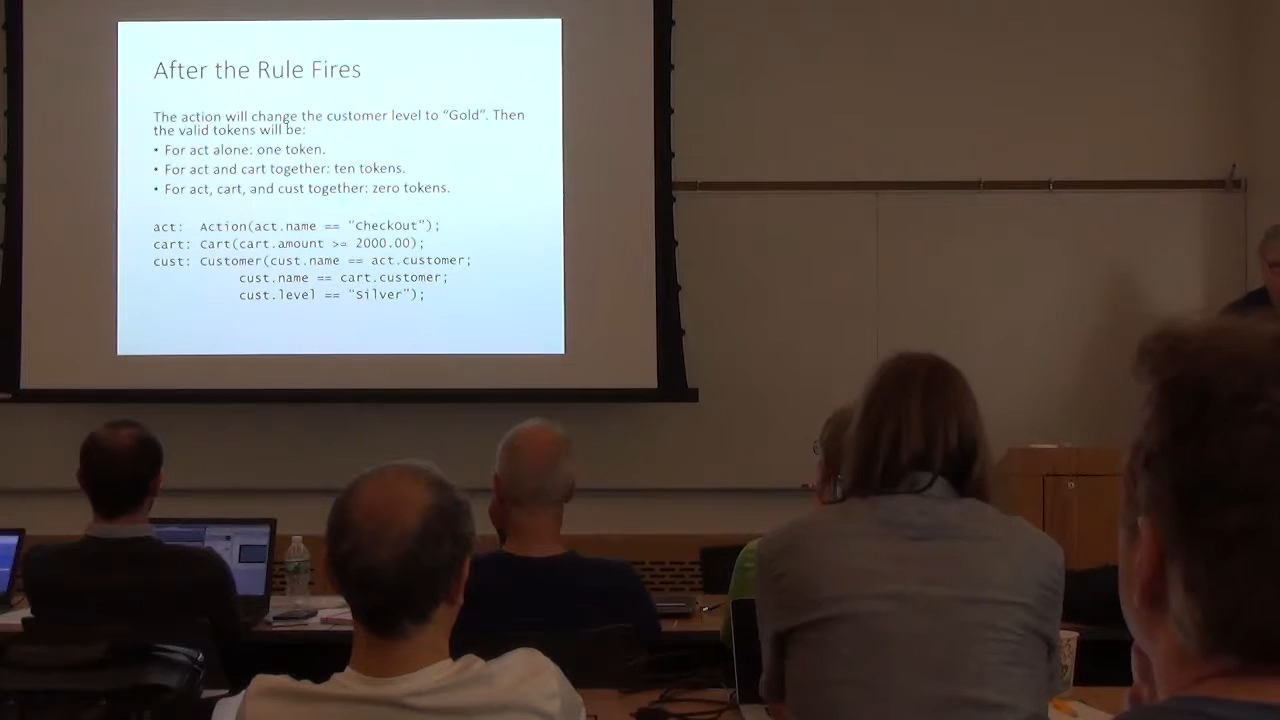 After the Rule Fires
The action will change the customer level to “Gold”. Then
the valid tokens will be:
• For act alone: one token.
• For act and cart together: ten tokens.
• For act, cart, and cust together: zero tokens.
act:  Action(act.name == "CheckOut");
cart: Cart(cart.amount >= 2000.00);
cust: Customer(cust.name == act.customer;
cust.name == cart.customer;
cust.level == "Silver");